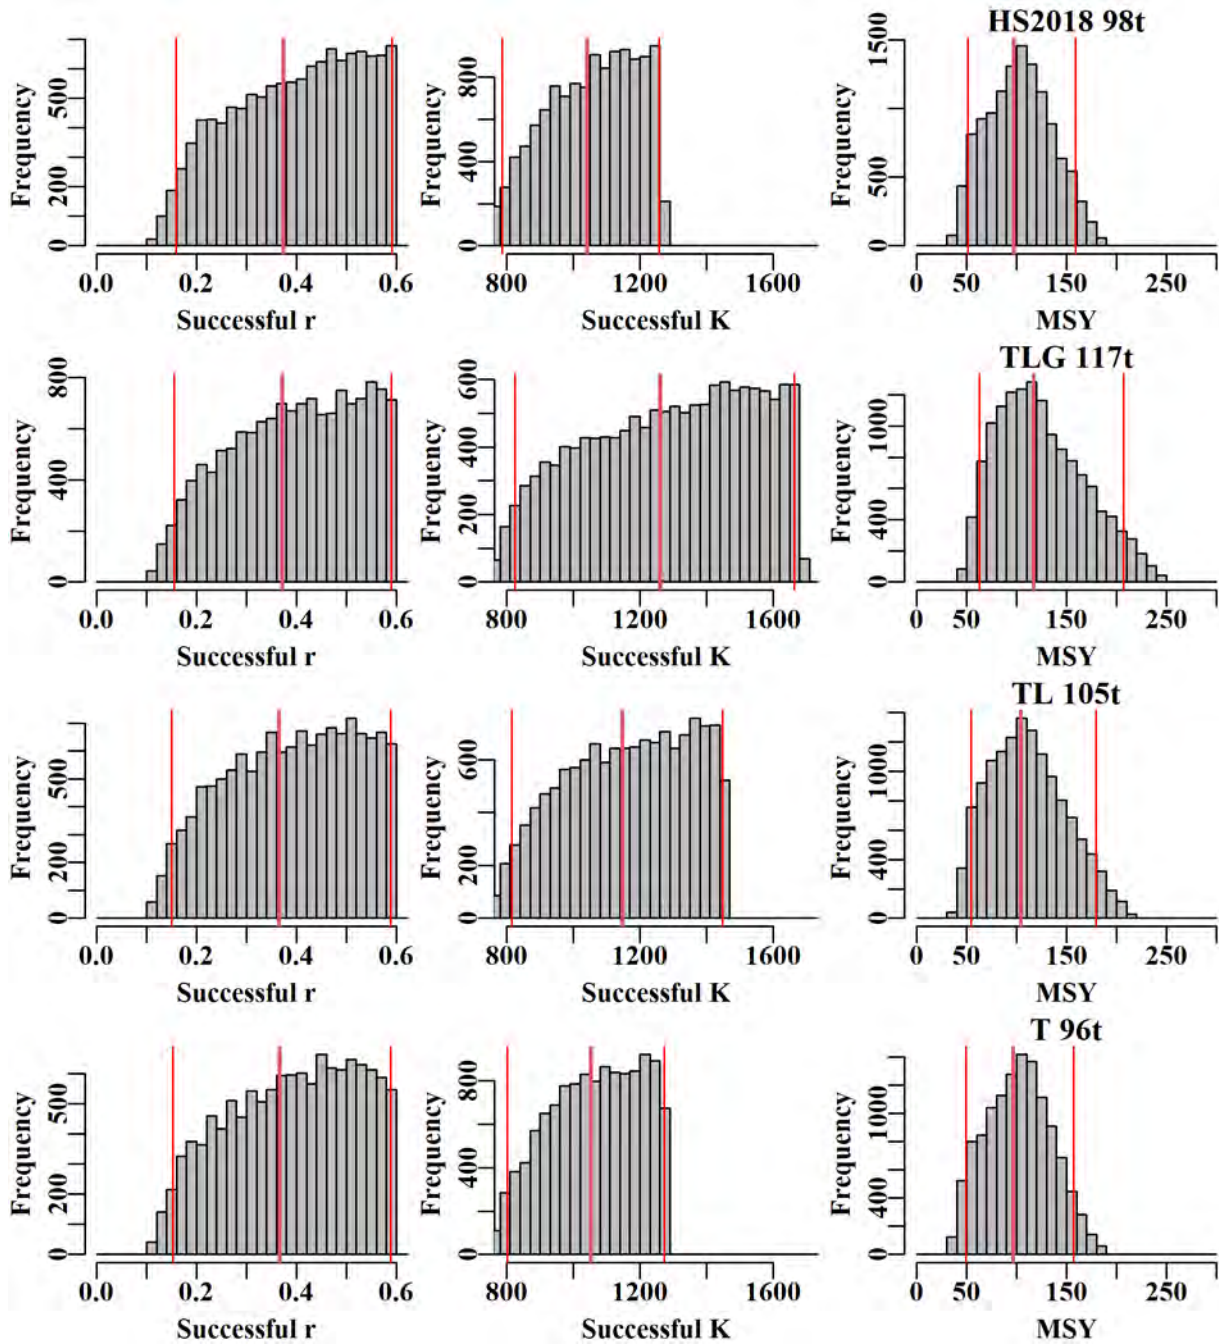 HS2018 98t
Frequency
0 200 500
0.0 0.2 0.4 0.6
Successful r
Frequency
0 400 800
800 1200 1600
Successful K
Frequency
0 500 1500
0 50 150 250
MSY
TLG 117t
Frequency
0 400 800
0.0 0.2 0.4 0.6
Successful r
Frequency
0 200 400 600
800 1200 1600
Successful K
Frequency
0 400 1000
0 50 150 250
MSY
TL 105t
Frequency
0 200 500
0.0 0.2 0.4 0.6
Successful r
Frequency
0 200 600
800 1200 1600
Successful K
Frequency
0 400 1000
0 50 150 250
MSY
T 96t
Frequency
0 200 500
0.0 0.2 0.4 0.6
Successful r
Frequency
0 400 800
800 1200 1600
Successful K
Frequency
0 400 1000
0 50 150 250
MSY